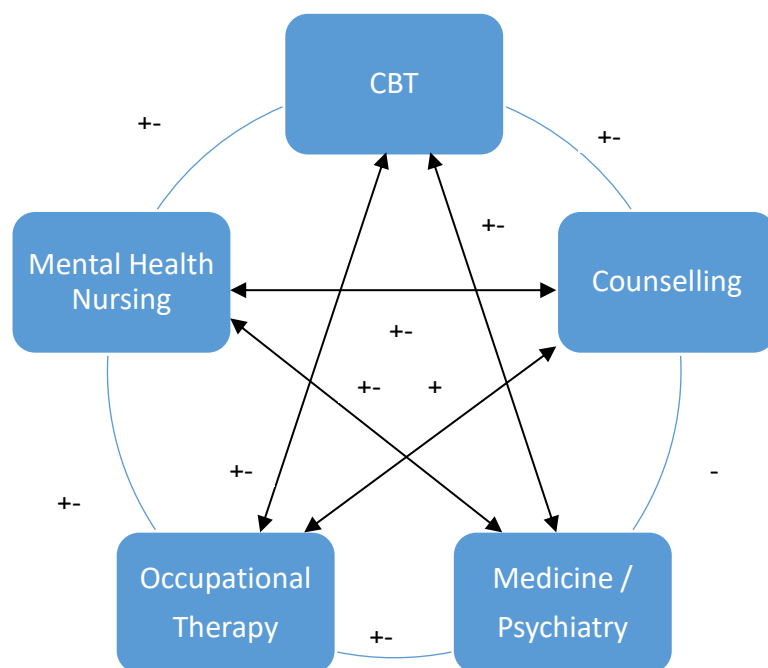 CBT
+-
+-
+-
Mental Health
Nursing
Counselling
+-
+-
+
+-
-
+-
Occupational
Therapy
Medicine /
Psychiatry
+-